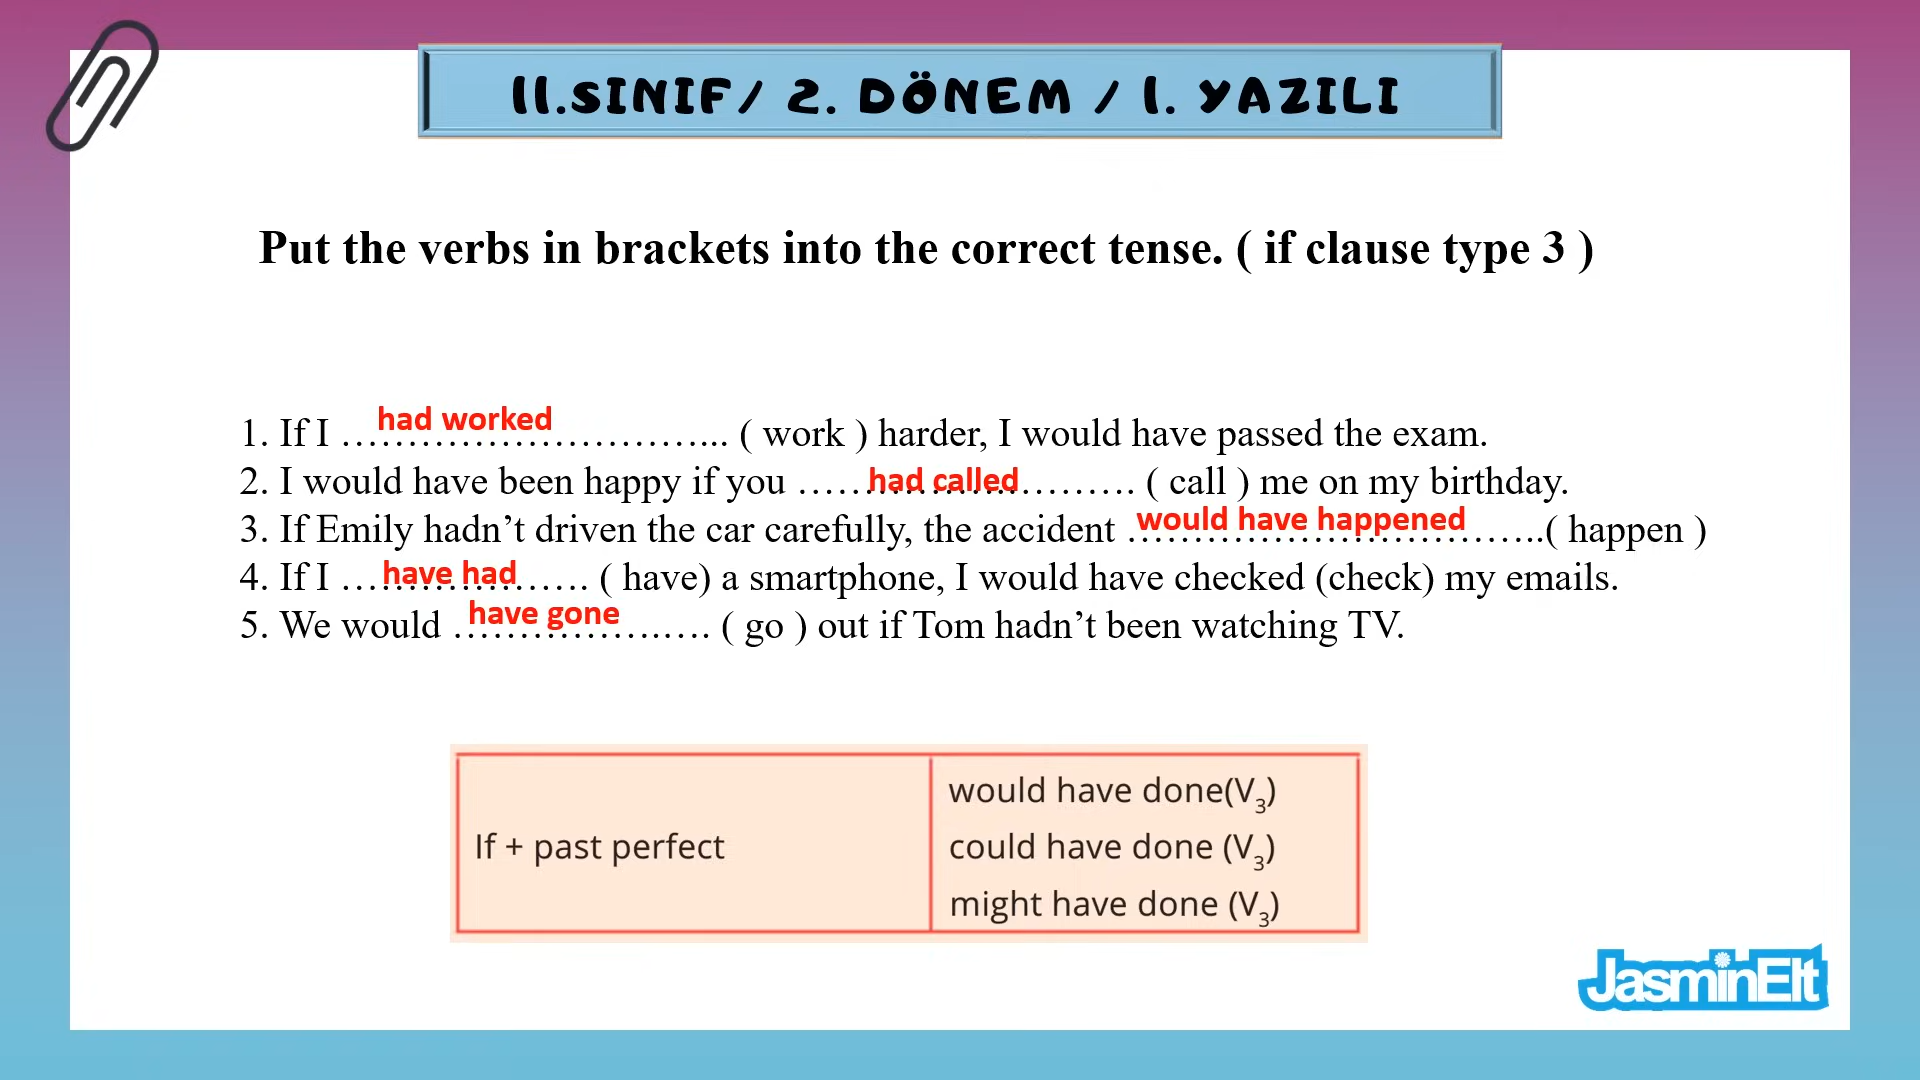 11.SINIF/ 2. DÖNEM / 1. YAZILI
Put the verbs in brackets into the correct tense. ( if clause type 3 )
1. If I had worked ………………………... ( work ) harder, I would have passed the exam.
2. I would have been happy if you had called ……………………. ( call ) me on my birthday.
3. If Emily hadn’t driven the car carefully, the accident would have happened …………………………..( happen )
4. If I have had ………………. ( have) a smartphone, I would have checked (check) my emails.
5. We would have gone ……………….…. ( go ) out if Tom hadn’t been watching TV.
would have done(V3)
If + past perfect
could have done (V3)
might have done (V3)
JasminElt